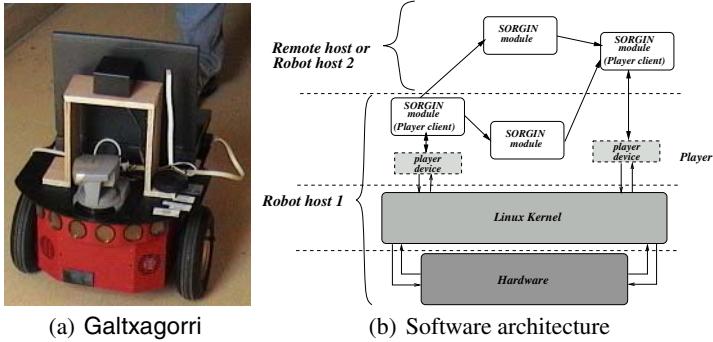 Remote host or
Robot host 2
SORGIN
module
SORGIN
module
(Player client)
SORGIN
module
(Player client)
SORGIN
module
player
device
player
device
Player
Robot host 1
Linux Kernel
Hardware
(a) Galtxagorri
(b) Software architecture